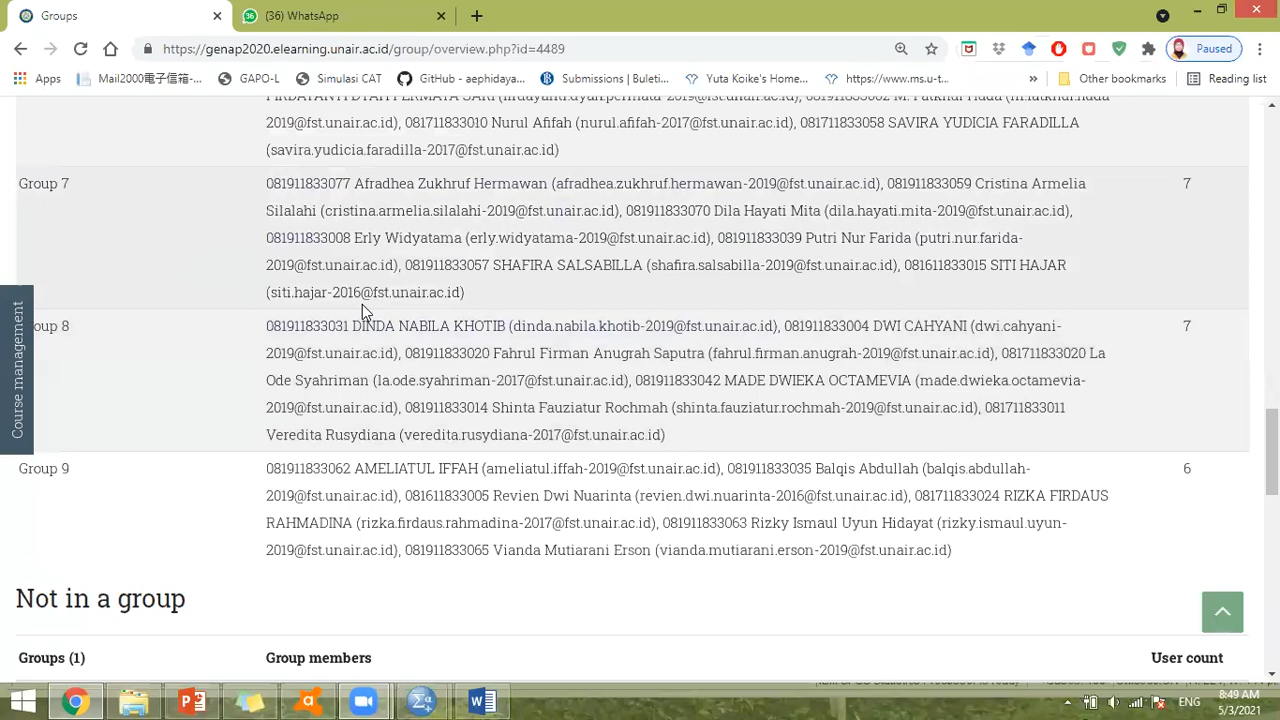 Groups
(36) WhatsApp
https://genap2020.elearning.unair.ac.id/group/overview.php?id=4489
Paused
Apps
Mail2000電子信箱-...
GAPO-L
Simulasi CAT
GitHub - aephidaya...
Submissions | Buleti...
Yuta Koike's Home...
https://www.ms.u-t...
»
Other bookmarks
Reading list
081711833010 Nurul Afifah (nurul.afifah-2017@fst.unair.ac.id), 081711833058 SAVIRA YUDICIA FARADILLA
2019@fst.unair.ac.id),
(savira.yudicia.faradilla-2017@fst.unair.ac.id)
Group 7
081911833077 Afradhea Zukhruf Hermawan (afradhea.zukhruf.hermawan-2019@fst.unair.ac.id), 081911833059 Cristina Armelia
7
Silalahi (cristina.armelia.silalahi-2019@fst.unair.ac.id), 081911833070 Dila Hayati Mita (dila.hayati.mita-2019@fst.unair.ac.id),
081911833008 Erly Widyatama (erly.widyatama-2019@fst.unair.ac.id), 081911833039 Putri Nur Farida (putri.nur.farida-
2019@fst.unair.ac.id), 081911833057 SHAFIRA SALSABILLA (shafira.salsabilla-2019@fst.unair.ac.id), 081611833015 SITI HAJAR
(siti.hajar-2016@fst.unair.ac.id)
oup 8
081911833031 DINDA NABILA KHOTIB (dinda.nabila.khotib-2019@fst.unair.ac.id), 081911833004 DWI CAHYANI (dwi.cahyani-
7
2019@fst.unair.ac.id), 081911833020 Fahrul Firman Anugrah Saputra (fahrul.firman.anugrah-2019@fst.unair.ac.id), 081711833020 La
Ode Syahriman (la.ode.syahriman-2017@fst.unair.ac.id), 081911833042 MADE DWIEKA OCTAMEVIA (made.dwieka.octamevia-
2019@fst.unair.ac.id), 081911833014 Shinta Fauziatur Rochmah (shinta.fauziatur.rochmah-2019@fst.unair.ac.id), 081711833011
Veredita Rusydiana (veredita.rusydiana-2017@fst.unair.ac.id)
Course management
Group 9
081911833062 AMELIATUL IFFAH (ameliatul.iffah-2019@fst.unair.ac.id), 081911833035 Balqis Abdullah (balqis.abdullah-
6
2019@fst.unair.ac.id), 081611833005 Revien Dwi Nuarinta (revien.dwi.nuarinta-2016@fst.unair.ac.id), 081711833024 RIZKA FIRDAUS
RAHMADINA (rizka.firdaus.rahmadina-2017@fst.unair.ac.id), 081911833063 Rizky Ismaul Uyun Hidayat (rizky.ismaul.uyun-
2019@fst.unair.ac.id), 081911833065 Vianda Mutiarani Erson (vianda.mutiarani.erson-2019@fst.unair.ac.id)
Not in a group
Groups (1)
Group members
User count
ENG
8:49 AM
5/3/2021